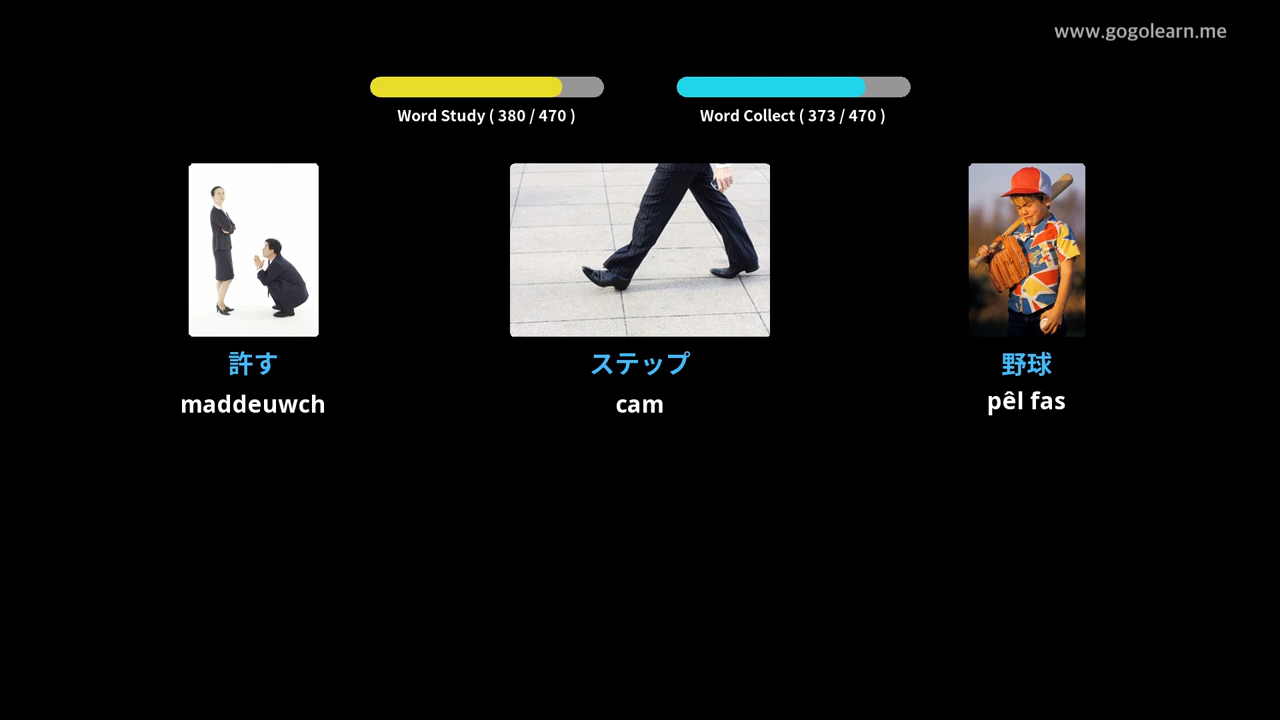 www.gogolearn.me
Word Study ( 380 / 470 )
Word Collect ( 373 / 470 )
許す
ステップ
野球
maddeuwch
cam
pêl fas